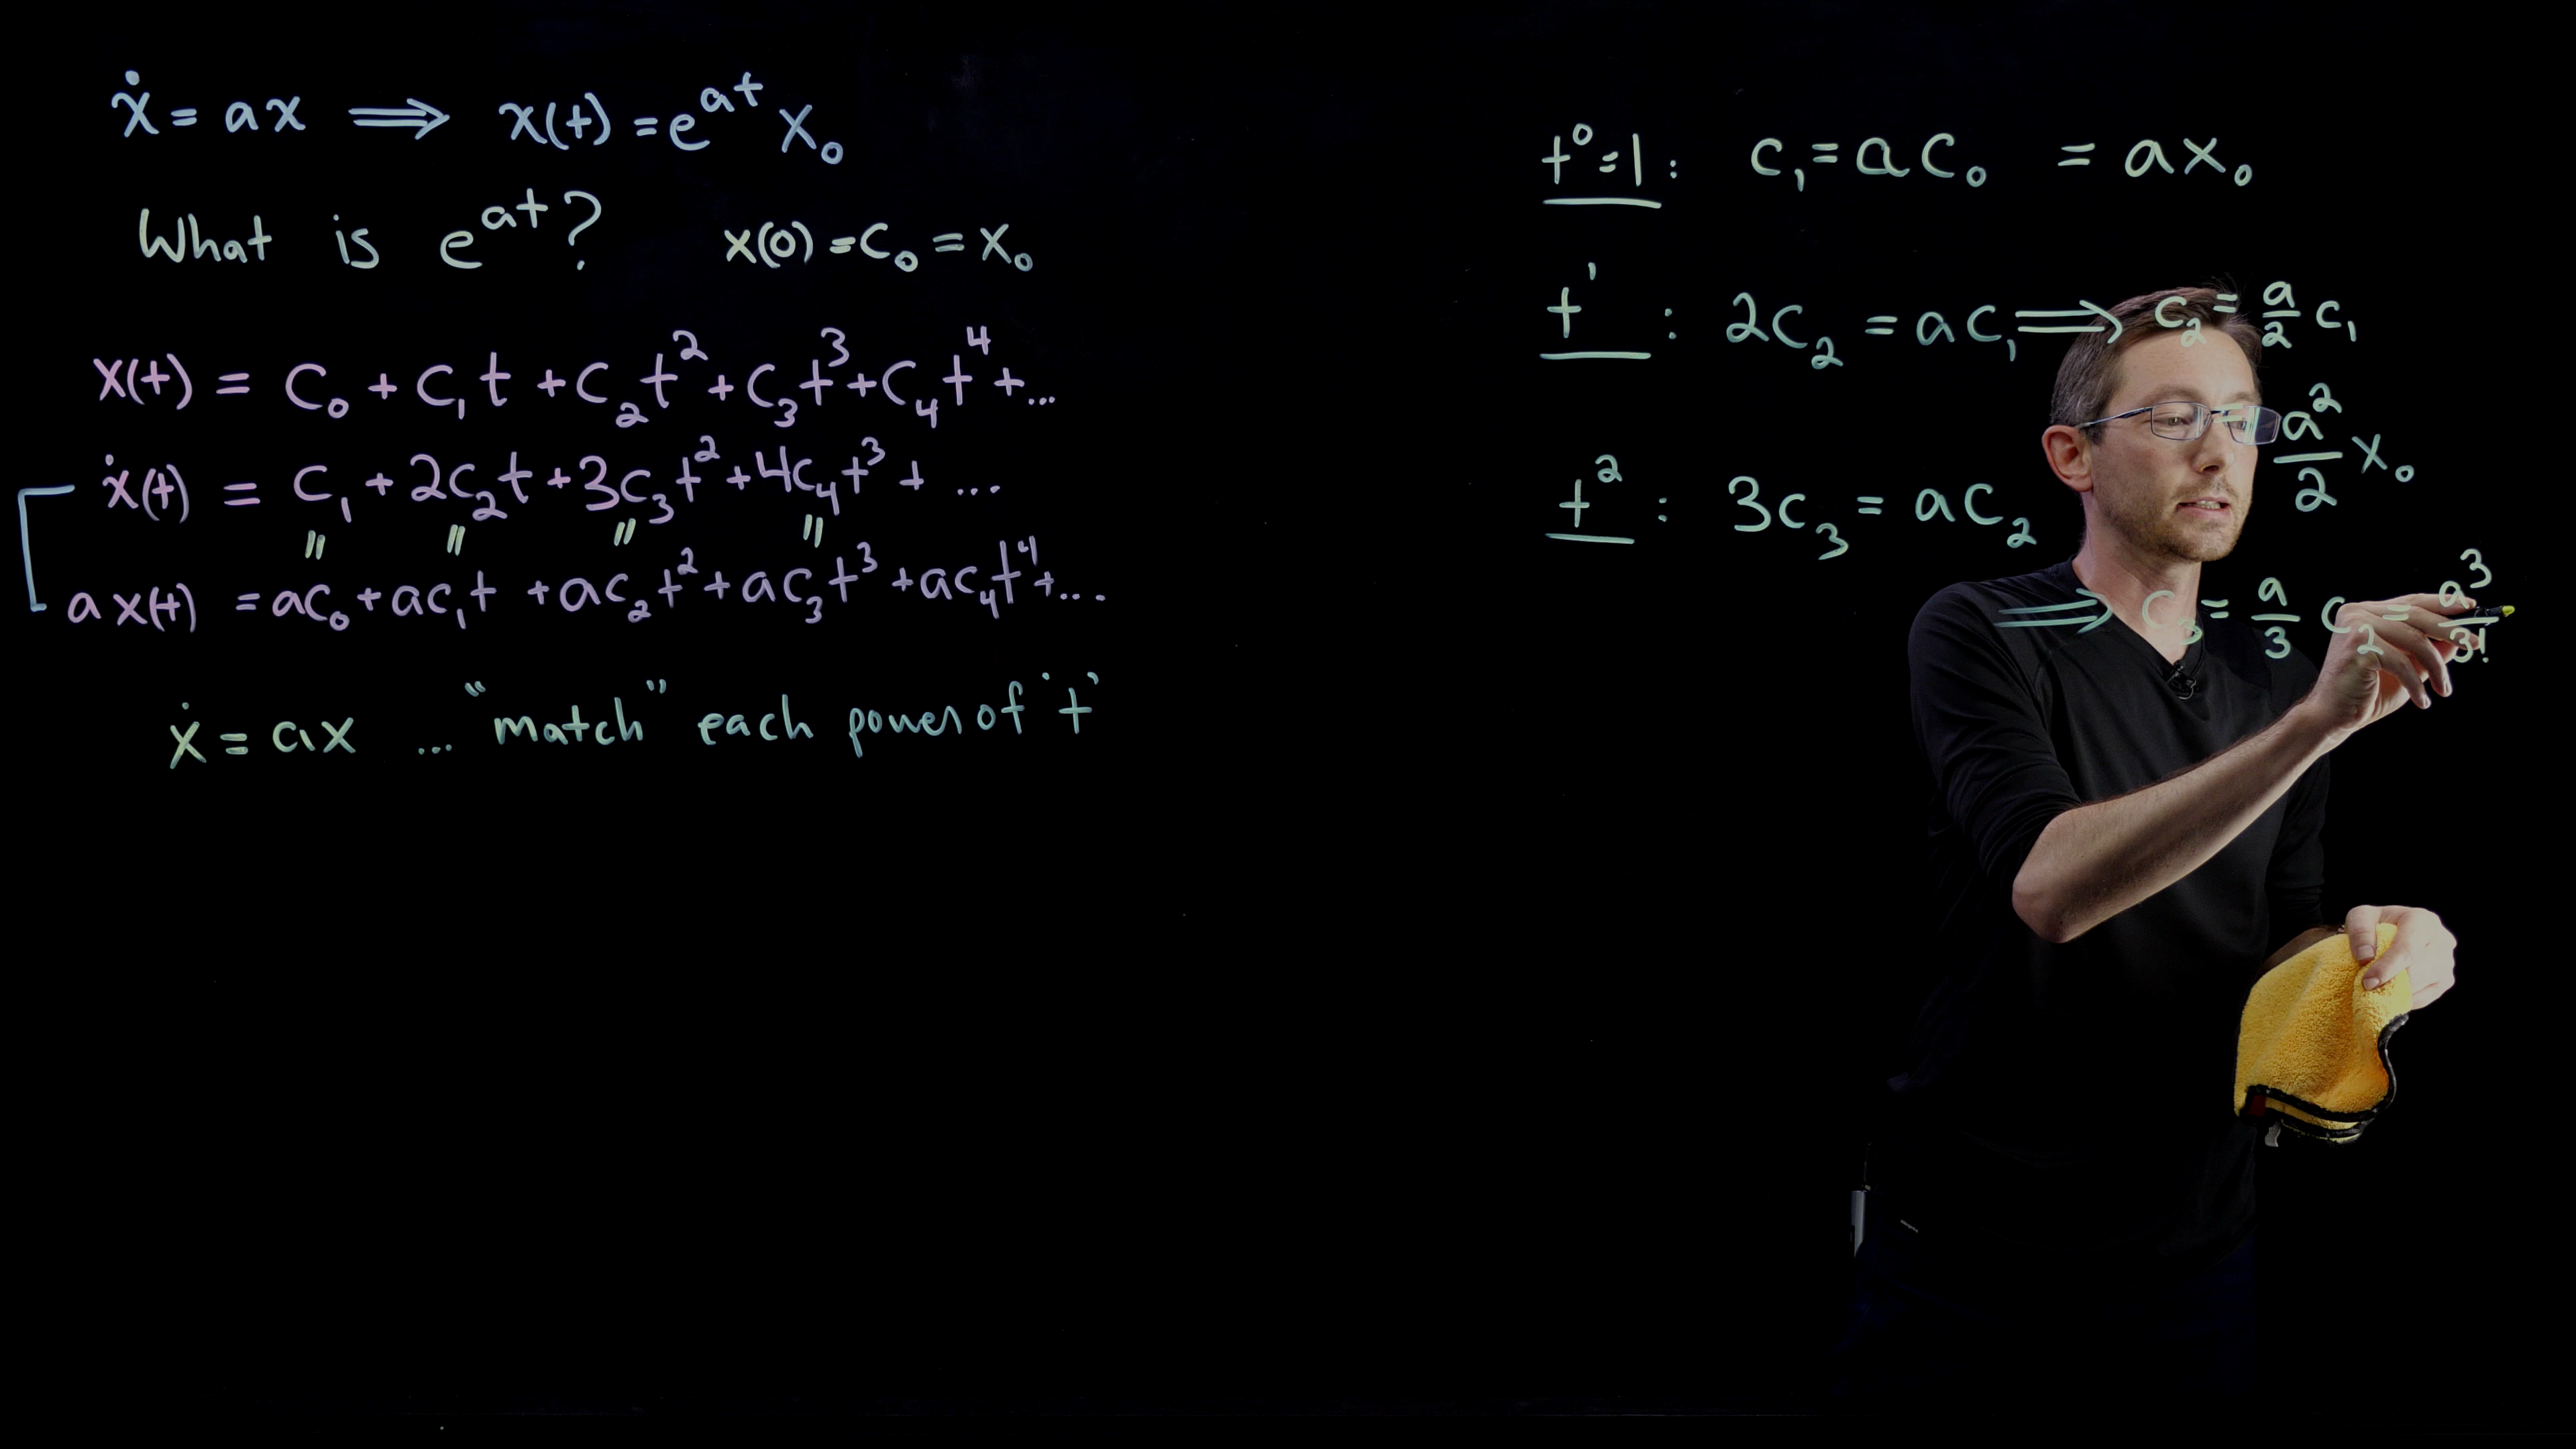 ẋ = ax ⟹ x(t) = e^{at} x₀
What is e^{at}? x(0) = c₀ = x₀
x(t) = c₀ + c₁t + c₂t² + c₃t³ + c₄t⁴ + ...
ẋ(t) = c₁ + 2c₂t + 3c₃t² + 4c₄t³ + ...
॥ ॥ ॥ ॥
ax(t) = ac₀ + ac₁t + ac₂t² + ac₃t³ + ac₄t⁴ + ...
ẋ = ax ... "match" each power of 't'
t⁰=1: c₁ = ac₀ = ax₀
t¹: 2c₂ = ac₁ ⟹ c₂ = a/2 c₁
= a²/2 x₀
t²: 3c₃ = ac₂
⟹ c₃ = a/3 c₂ = a³/3!